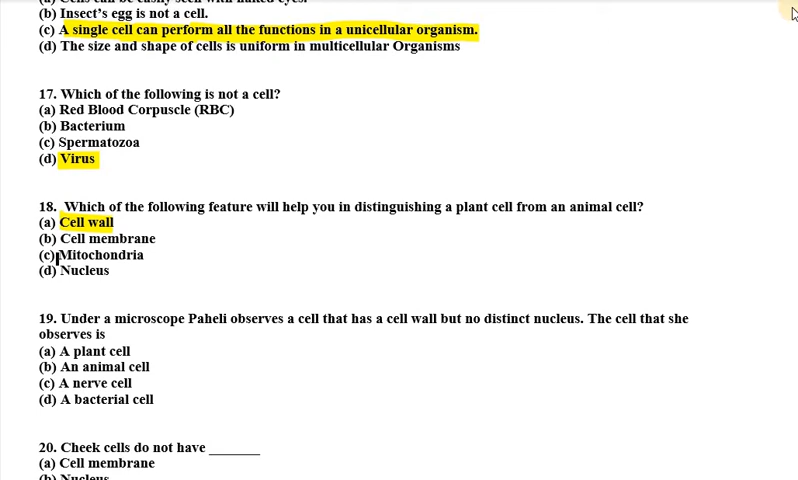 (b) Insect's egg is not a cell.
(c) A single cell can perform all the functions in a unicellular organism.
(d) The size and shape of cells is uniform in multicellular Organisms
17. Which of the following is not a cell?
(a) Red Blood Corpuscle (RBC)
(b) Bacterium
(c) Spermatozoa
(d) Virus
18. Which of the following feature will help you in distinguishing a plant cell from an animal cell?
(a) Cell wall
(b) Cell membrane
(c) Mitochondria
(d) Nucleus
19. Under a microscope Paheli observes a cell that has a cell wall but no distinct nucleus. The cell that she
observes is
(a) A plant cell
(b) An animal cell
(c) A nerve cell
(d) A bacterial cell
20. Cheek cells do not have ________
(a) Cell membrane
(b) Nucleus